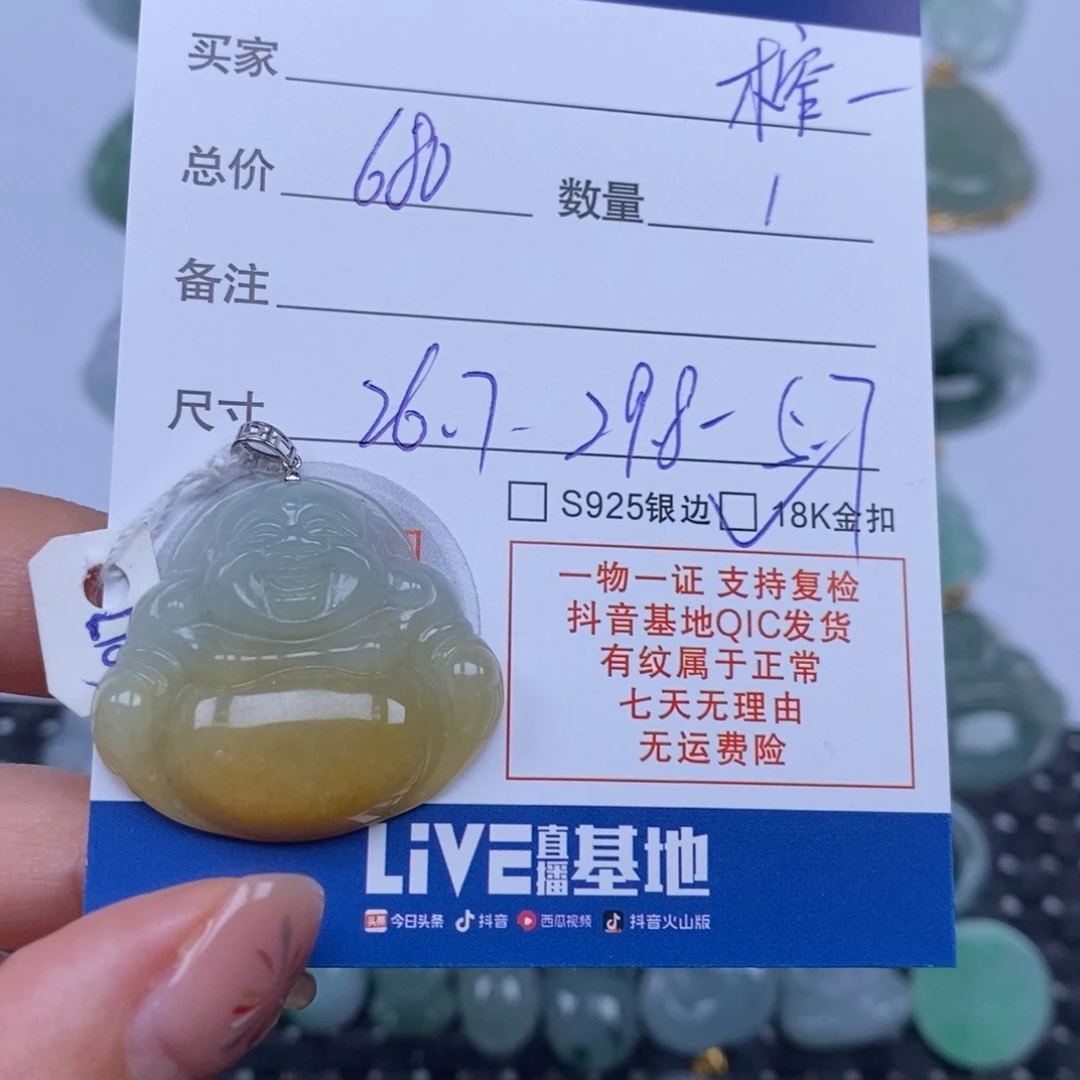 买家 榨一
总价 680 数量 1
备注
尺寸 26.7-29.8-5.7
S925银边 18K金扣
一物一证 支持复检
抖音基地QIC发货
有纹属于正常
七天无理由
无运费险
LiVE直播基地
头条 今日头条 抖音 西瓜视频 抖音火山版